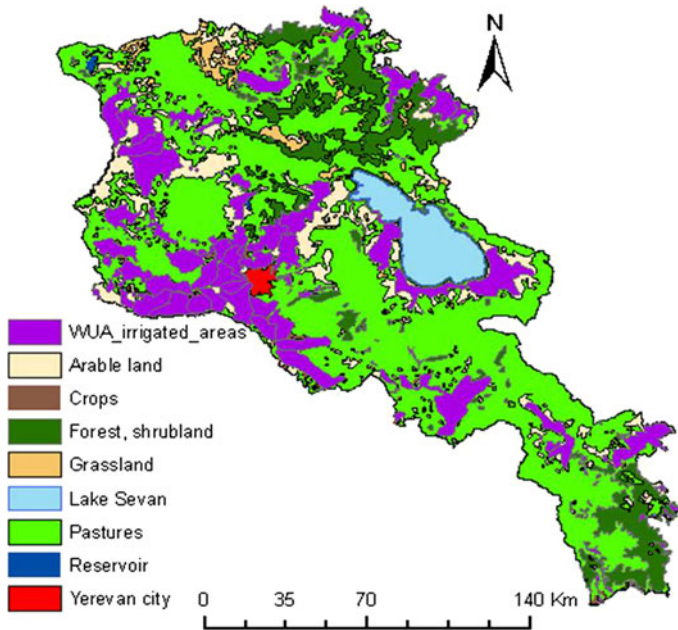 N
WUA_irrigated_areas
Arable land
Crops
Forest, shrubland
Grassland
Lake Sevan
Pastures
Reservoir
Yerevan city
0 35 70 140 Km